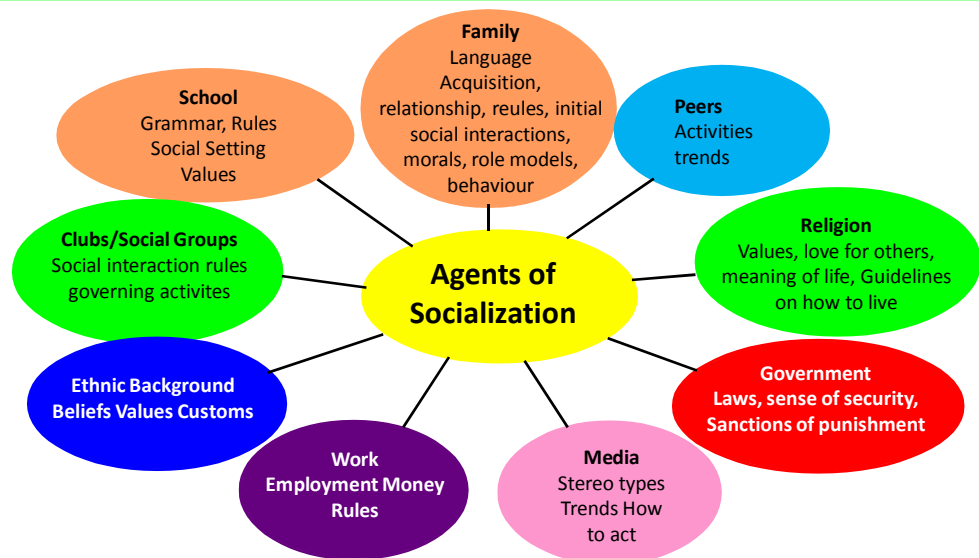 Family
Language
Acquisition,
relationship, reules, initial
social interactions,
morals, role models,
behaviour
School
Grammar, Rules
Social Setting
Values
Peers
Activities
trends
Clubs/Social Groups
Social interaction rules
governing activites
Religion
Values, love for others,
meaning of life, Guidelines
on how to live
Agents of
Socialization
Ethnic Background
Beliefs Values Customs
Government
Laws, sense of security,
Sanctions of punishment
Work
Employment Money
Rules
Media
Stereo types
Trends How
to act